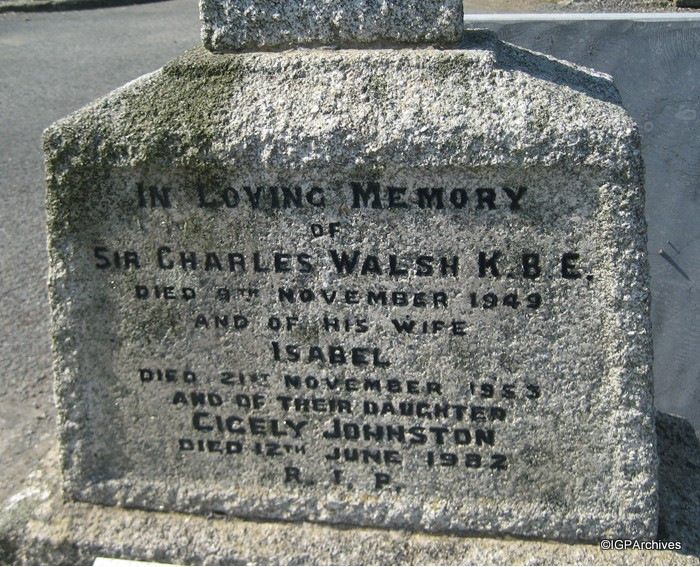 IN LOVING MEMORY
OF
SIR CHARLES WALSH K.B.E.
DIED 9TH NOVEMBER 1949
AND OF HIS WIFE
ISABEL
DIED 21ST NOVEMBER 1953
AND OF THEIR DAUGHTER
CICELY JOHNSTON
DIED 12TH JUNE 1982
R.I.P.
©IGPArchives